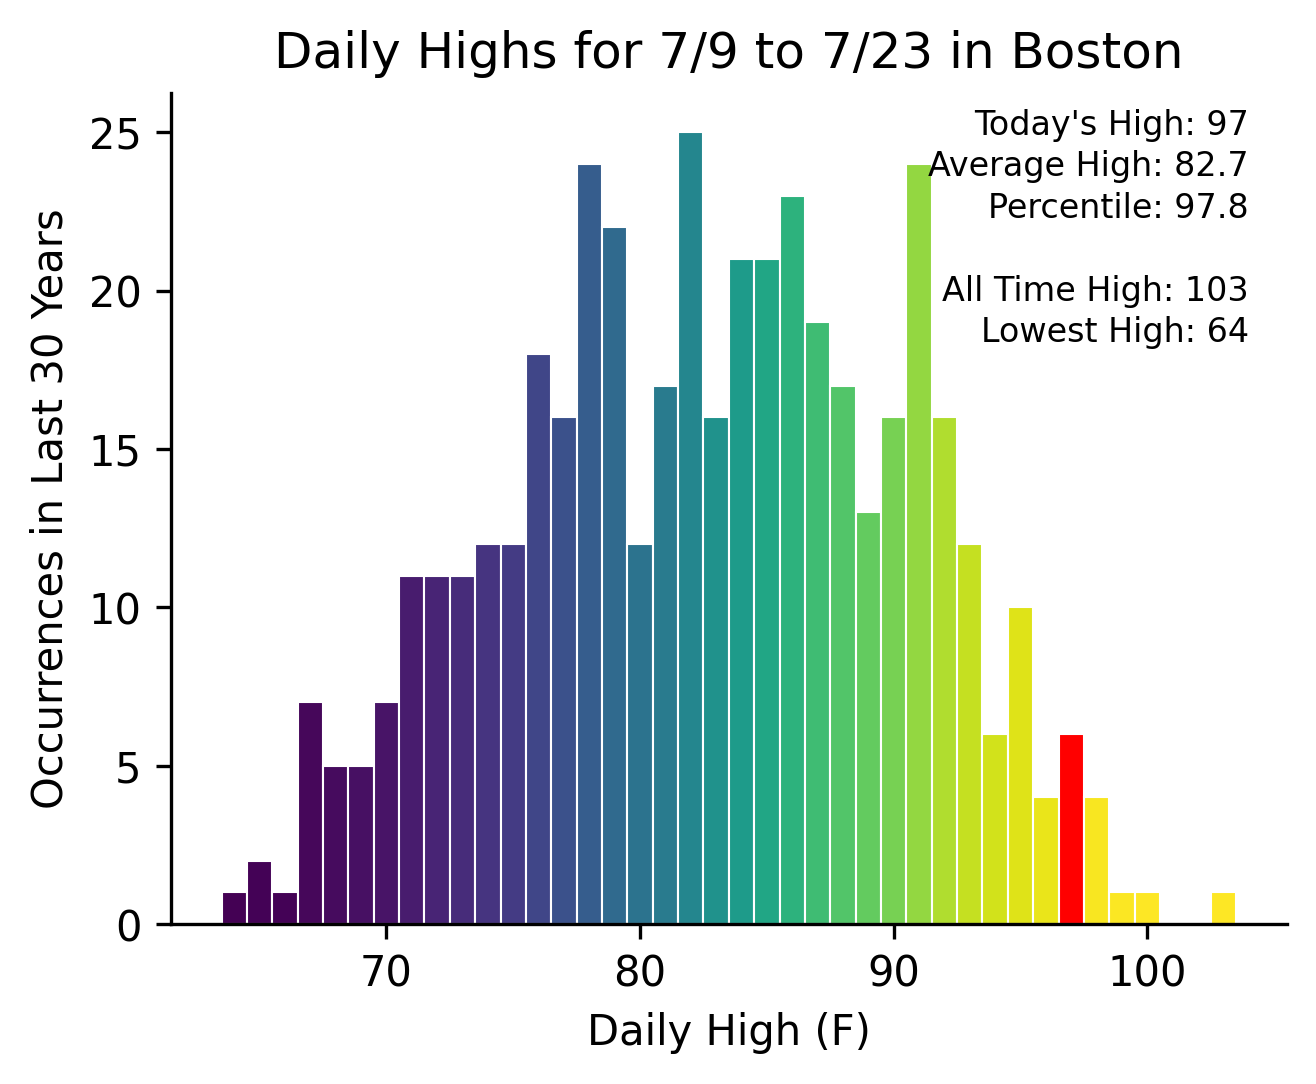 Daily Highs for 7/9 to 7/23 in Boston
Today's High: 97
Average High: 82.7
Percentile: 97.8
All Time High: 103
Lowest High: 64
Occurrences in Last 30 Years
25
20
15
10
5
0
70 80 90 100
Daily High (F)